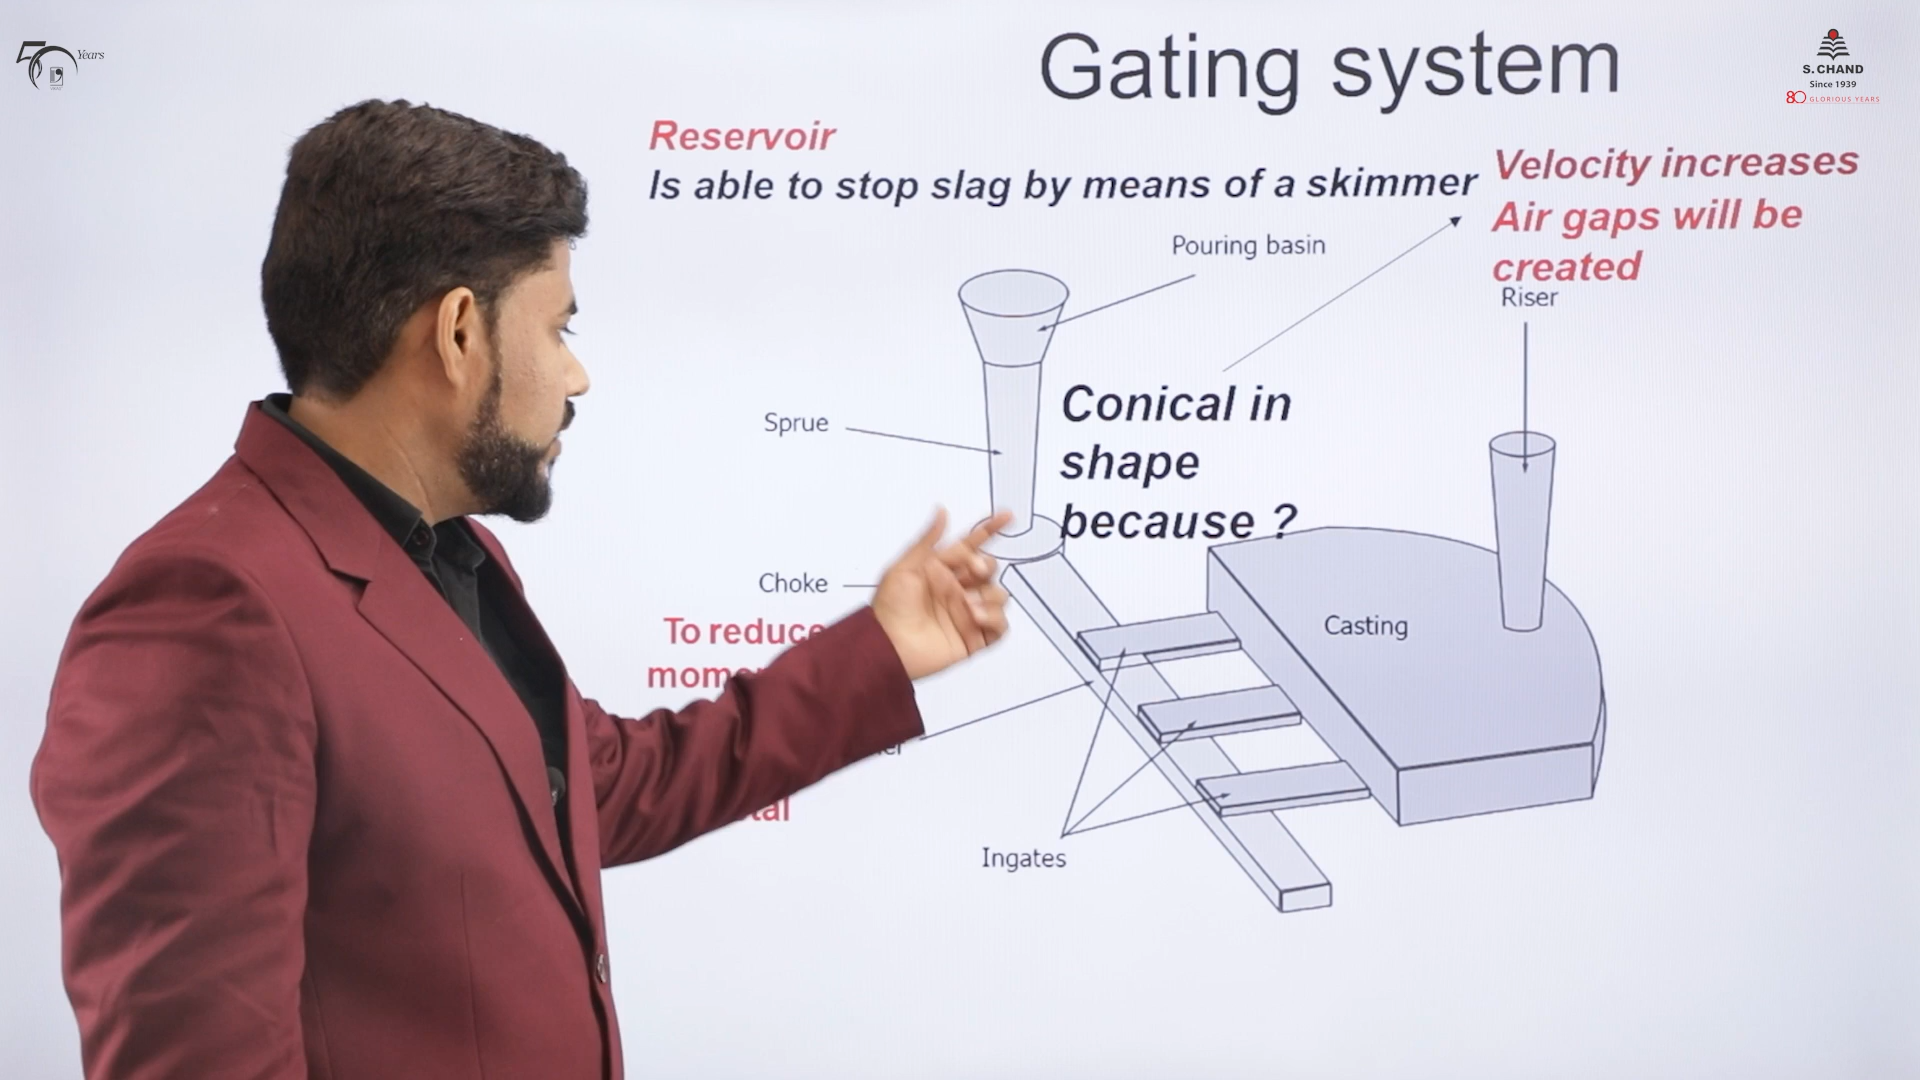 50 Years
Gating system
S. CHAND
Since 1939
80 GLORIOUS YEARS
Reservoir
Is able to stop slag by means of a skimmer
Velocity increases
Air gaps will be
created
Pouring basin
Riser
Sprue
Conical in
shape
because ?
Choke
To reduce
Casting
Ingates